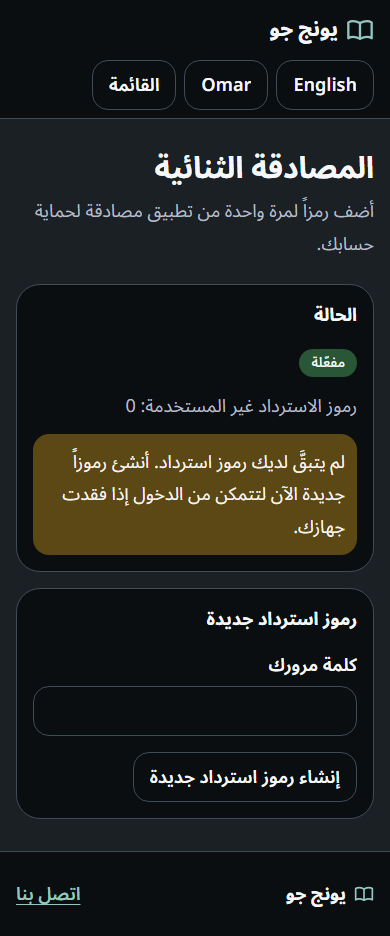 يونج جو
English
Omar
القائمة
المصادقة الثنائية
أضف رمزاً لمرة واحدة من تطبيق مصادقة لحماية
حسابك.
الحالة
مفعّلة
رموز الاسترداد غير المستخدمة: 0
لم يتبقَّ لديك رموز استرداد. أنشئ رموزاً
جديدة الآن لتتمكن من الدخول إذا فقدت
جهازك.
رموز استرداد جديدة
كلمة مرورك
إنشاء رموز استرداد جديدة
يونج جو
اتصل بنا